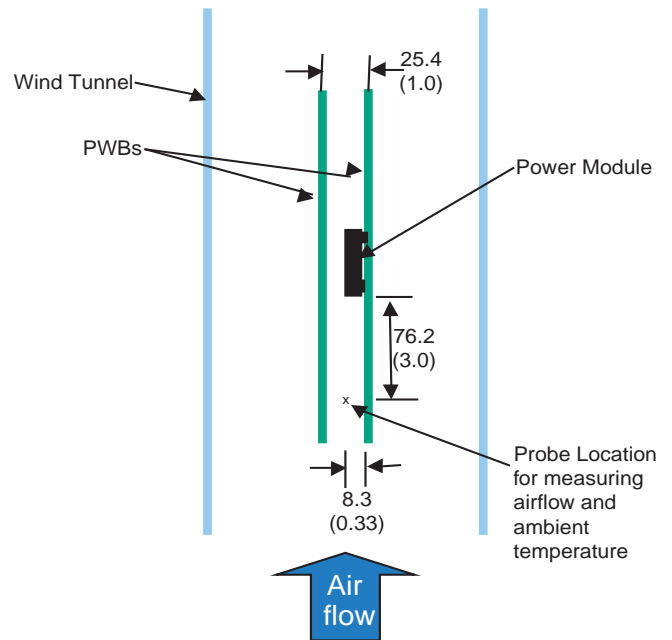 25.4
(1.0)
Wind Tunnel
PWBs
Power Module
76.2
(3.0)
x
Probe Location
for measuring
airflow and
ambient
temperature
8.3
(0.33)
Air
flow